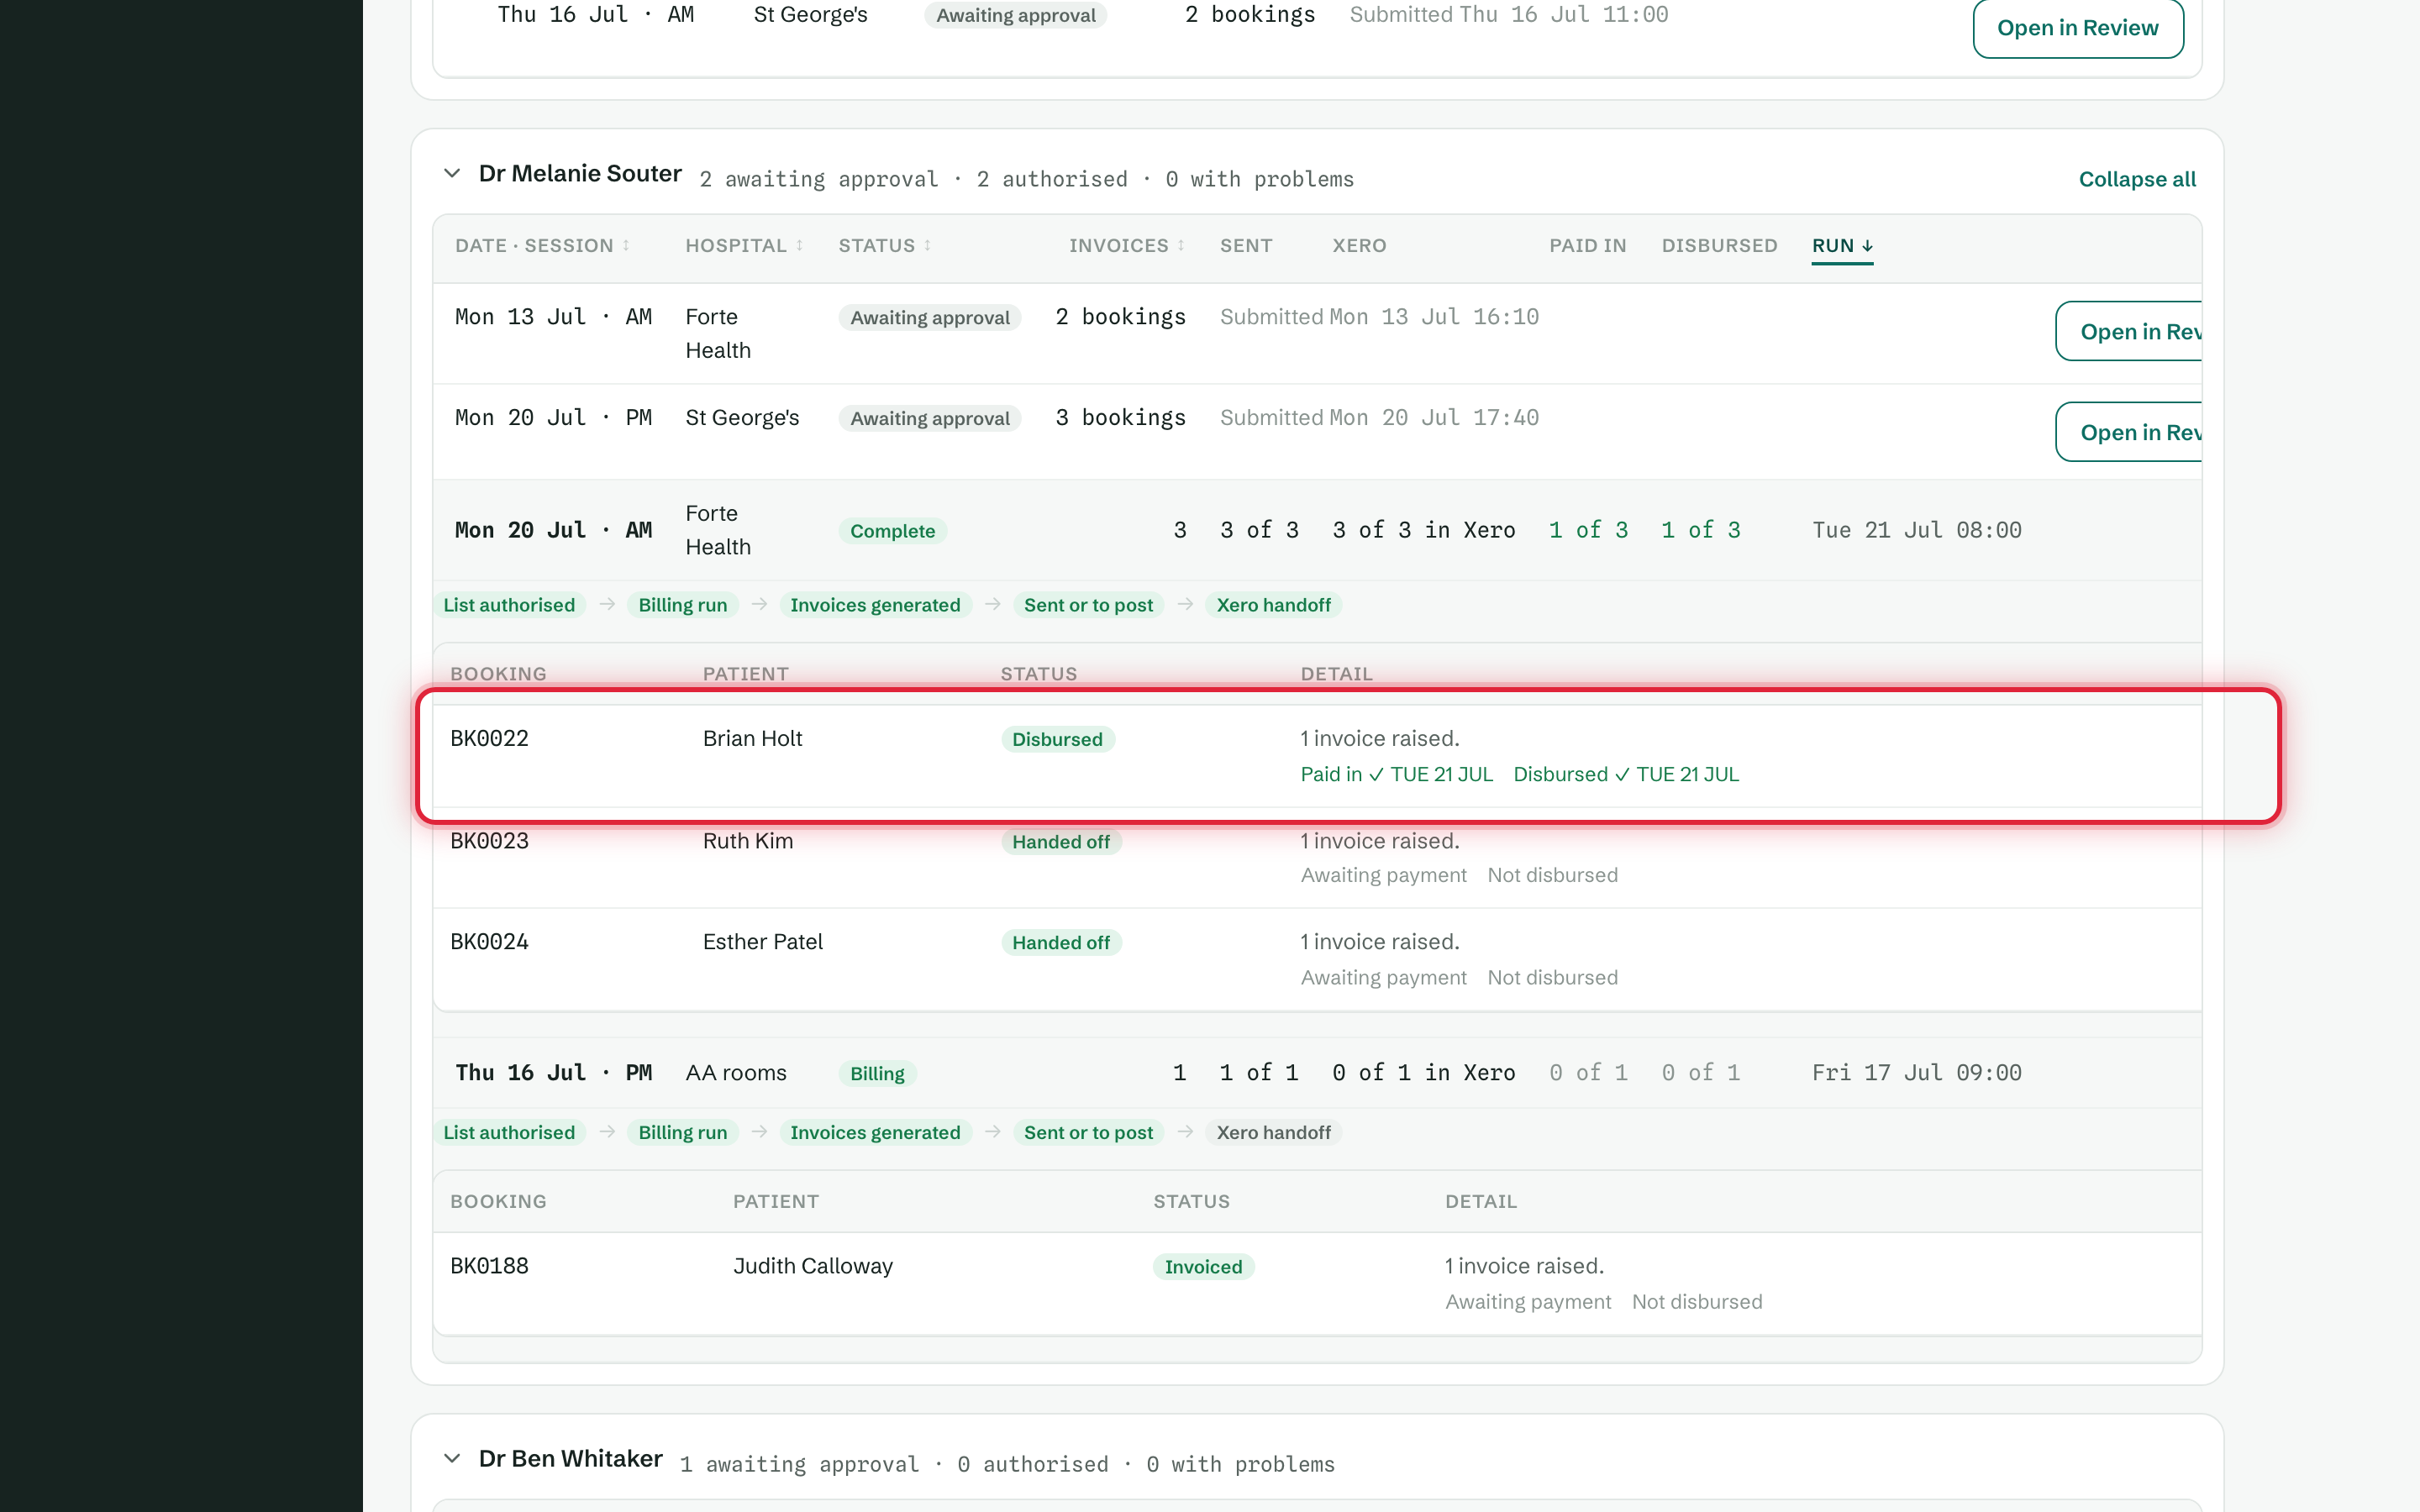 Thu 16 Jul · AM St George's Awaiting approval 2 bookings Submitted Thu 16 Jul 11:00 Open in Review
Dr Melanie Souter 2 awaiting approval · 2 authorised · 0 with problems Collapse all
DATE · SESSION ↕ HOSPITAL ↕ STATUS ↕ INVOICES ↕ SENT XERO PAID IN DISBURSED RUN ↓
Mon 13 Jul · AM Forte Health Awaiting approval 2 bookings Submitted Mon 13 Jul 16:10 Open in Rev
Mon 20 Jul · PM St George's Awaiting approval 3 bookings Submitted Mon 20 Jul 17:40 Open in Rev
Mon 20 Jul · AM Forte Health Complete 3 3 of 3 3 of 3 in Xero 1 of 3 1 of 3 Tue 21 Jul 08:00
List authorised → Billing run → Invoices generated → Sent or to post → Xero handoff
BOOKING PATIENT STATUS DETAIL
BK0022 Brian Holt Disbursed 1 invoice raised.
Paid in ✓ TUE 21 JUL Disbursed ✓ TUE 21 JUL
BK0023 Ruth Kim Handed off 1 invoice raised.
Awaiting payment Not disbursed
BK0024 Esther Patel Handed off 1 invoice raised.
Awaiting payment Not disbursed
Thu 16 Jul · PM AA rooms Billing 1 1 of 1 0 of 1 in Xero 0 of 1 0 of 1 Fri 17 Jul 09:00
List authorised → Billing run → Invoices generated → Sent or to post → Xero handoff
BOOKING PATIENT STATUS DETAIL
BK0188 Judith Calloway Invoiced 1 invoice raised.
Awaiting payment Not disbursed
Dr Ben Whitaker 1 awaiting approval · 0 authorised · 0 with problems